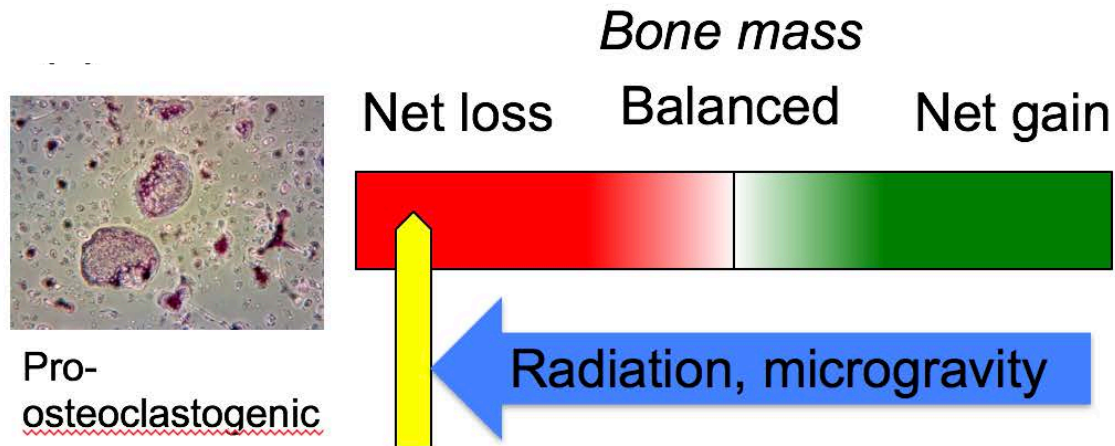 Bone mass
Net loss
Balanced
Net gain
Pro-
osteoclastogenic
Radiation, microgravity